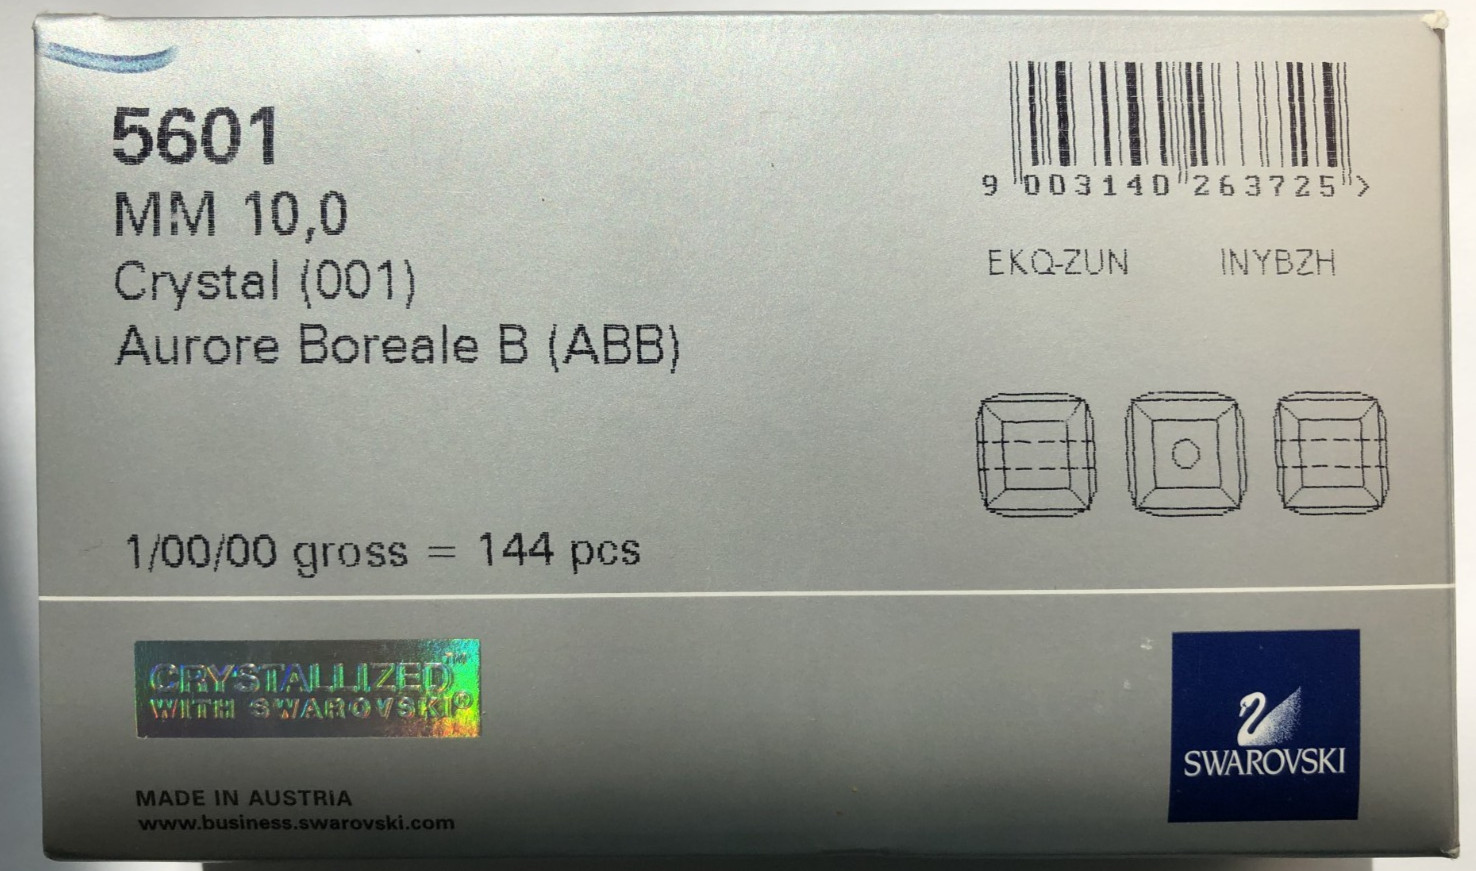 5601
MM 10,0
Crystal (001)
Aurore Boreale B (ABB)
1/00/00 gross = 144 pcs
9 003140 263725 >
EKQ-ZUN INYBZH
CRYSTALLIZED™
WITH SWAROVSKI®
MADE IN AUSTRIA
www.business.swarovski.com
SWAROVSKI